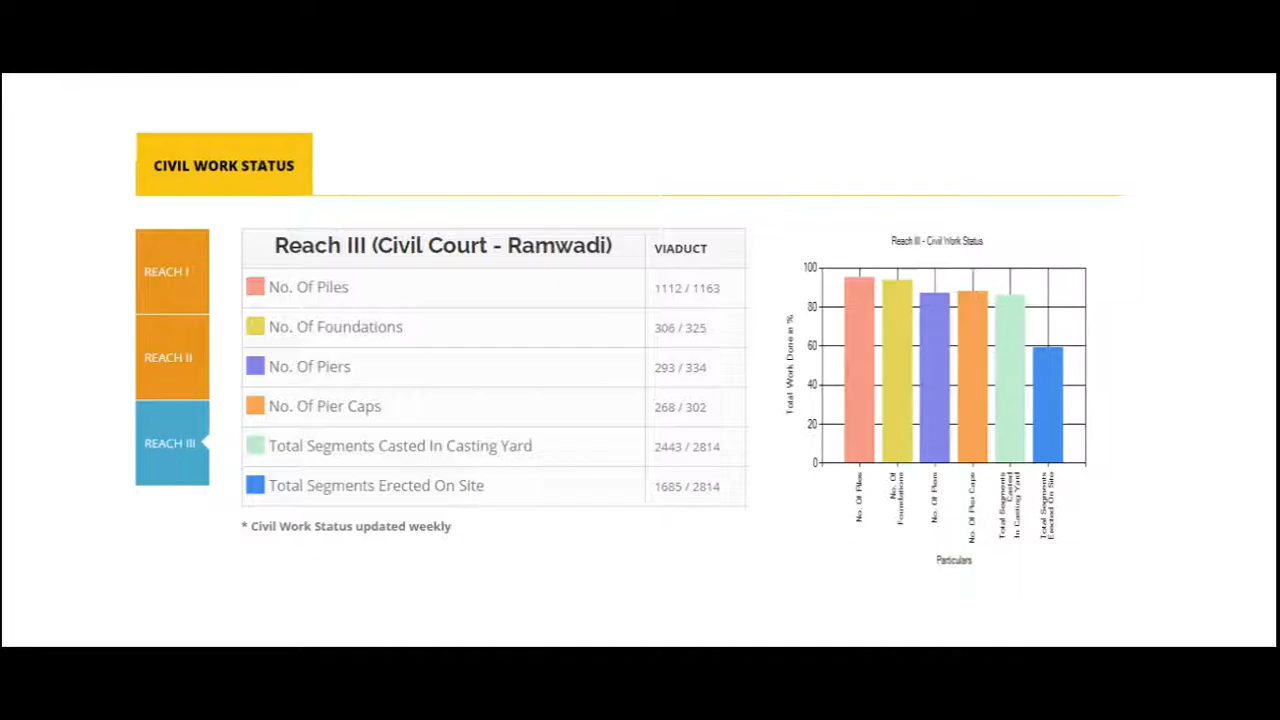 CIVIL WORK STATUS
REACH I
REACH II
REACH III
Reach III (Civil Court - Ramwadi) VIADUCT
No. Of Piles 1112 / 1163
No. Of Foundations 306 / 325
No. Of Piers 293 / 334
No. Of Pier Caps 268 / 302
Total Segments Casted In Casting Yard 2443 / 2814
Total Segments Erected On Site 1685 / 2814
* Civil Work Status updated weekly
Reach III - Civil Work Status
Total Work Done in %
100
80
60
40
20
0
No. Of Piles
No. Of
Foundations
No. Of Piers
No. Of Pier Caps
Total Segments
Casted
In Casting Yard
Total Segments
Erected On Site
Particulars